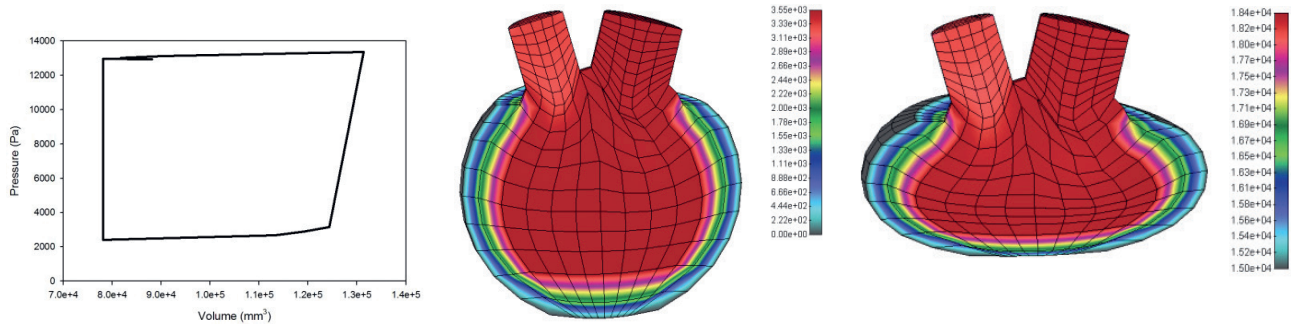 14000
12000
10000
8000
6000
4000
2000
0
Pressure (Pa)
7.0e+4 8.0e+4 9.0e+4 1.0e+5 1.1e+5 1.2e+5 1.3e+5 1.4e+5
Volume (mm³)
3.55e+03
3.33e+03
3.11e+03
2.88e+03
2.66e+03
2.44e+03
2.22e+03
2.00e+03
1.78e+03
1.55e+03
1.33e+03
1.11e+03
8.88e+02
6.66e+02
4.44e+02
2.22e+02
0.00e+00
1.84e+04
1.82e+04
1.80e+04
1.77e+04
1.75e+04
1.73e+04
1.71e+04
1.69e+04
1.67e+04
1.65e+04
1.63e+04
1.61e+04
1.58e+04
1.56e+04
1.54e+04
1.52e+04
1.50e+04